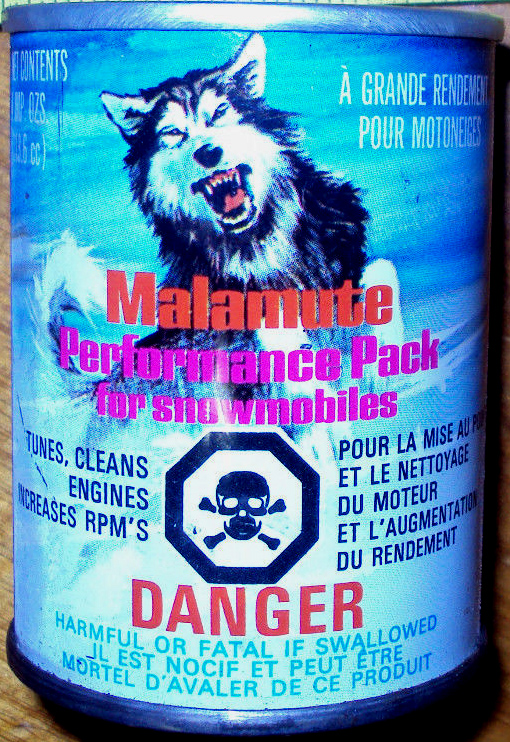 CONTENTS
OZS.
À GRANDE RENDEMENT
POUR MOTONEIGES
Malamute
Performance Pack
for snowmobiles
TUNES, CLEANS
ENGINES
INCREASES RPM'S
POUR LA MISE AU
ET LE NETTOYAGE
DU MOTEUR
ET L'AUGMENTATION
DU RENDEMENT
DANGER
HARMFUL OR FATAL IF SWALLOWED
IL EST NOCIF ET PEUT ÊTRE
MORTEL D'AVALER DE CE PRODUIT